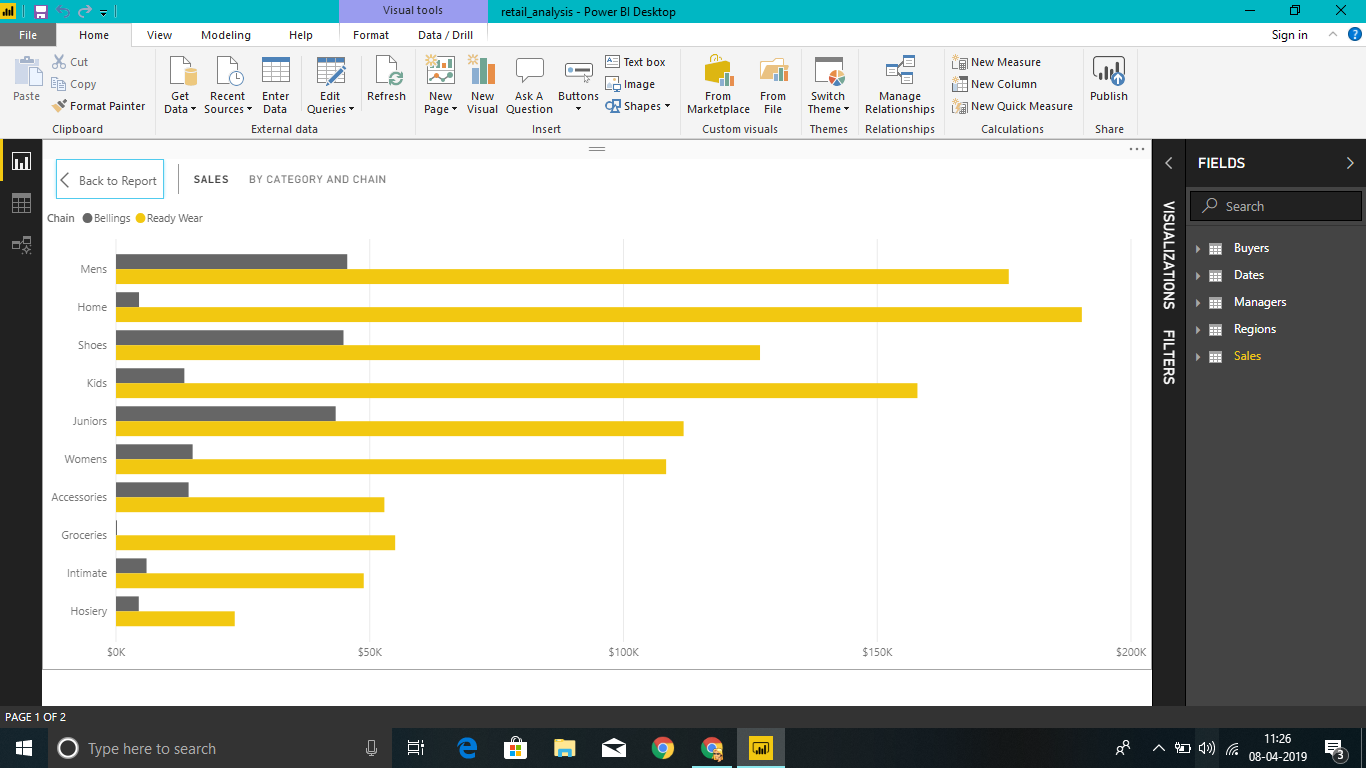 Visual tools
retail_analysis - Power BI Desktop
File Home View Modeling Help Format Data / Drill Sign in ?
Paste Cut
Copy
Format Painter
Clipboard
Get Data Recent Sources Enter Data Edit Queries Refresh
External data
New Page New Visual Ask A Question Buttons Text box
Image
Shapes
Insert
From Marketplace From File
Custom visuals
Switch Theme
Themes
Manage Relationships
Relationships
New Measure
New Column
New Quick Measure
Calculations
Publish
Share
Back to Report SALES BY CATEGORY AND CHAIN
Chain Bellings Ready Wear
Mens
Home
Shoes
Kids
Juniors
Womens
Accessories
Groceries
Intimate
Hosiery
$0K $50K $100K $150K $200K
VISUALIZATIONS
FILTERS
FIELDS
Search
Buyers
Dates
Managers
Regions
Sales
PAGE 1 OF 2
Type here to search
11:26
08-04-2019
3